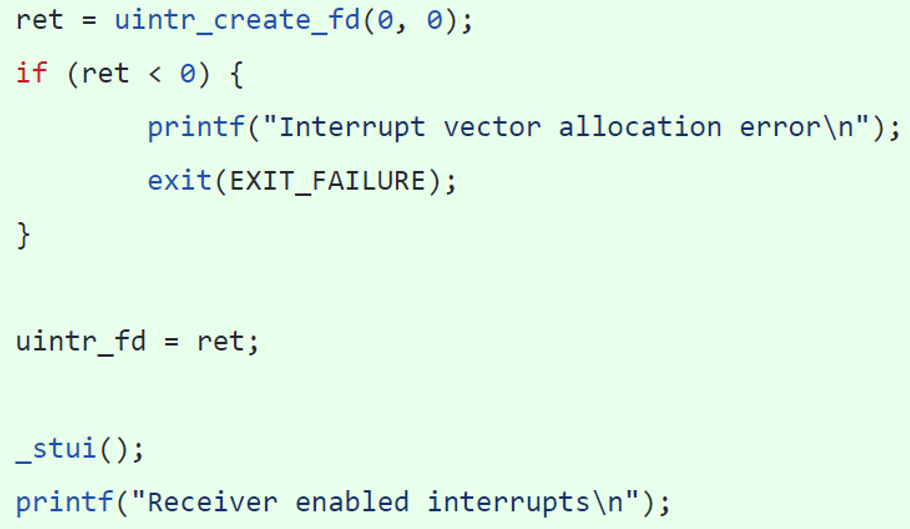 ret = uintr_create_fd(0, 0);
if (ret < 0) {
        printf("Interrupt vector allocation error\n");
        exit(EXIT_FAILURE);
}
uintr_fd = ret;
_stui();
printf("Receiver enabled interrupts\n");